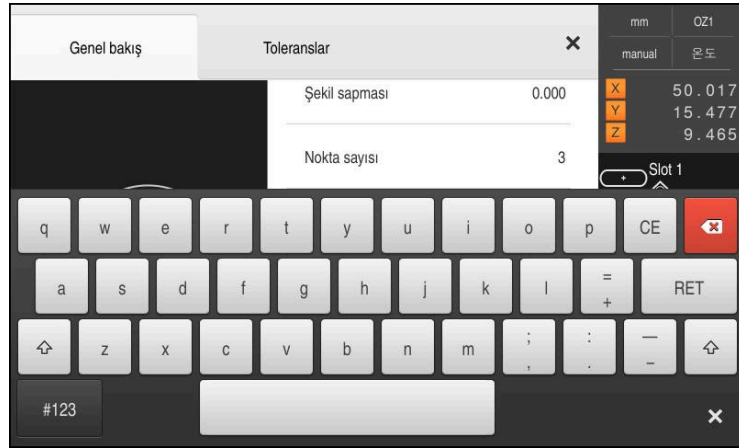 Genel bakış
Toleranslar
mm
OZ1
manual
온도
Şekil sapması 0.000
Nokta sayısı 3
X 50.017
Y 15.477
Z 9.465
Slot 1
q w e r t y u i o p CE
a s d f g h j k l = + RET
z x c v b n m ; , : . — –
#123